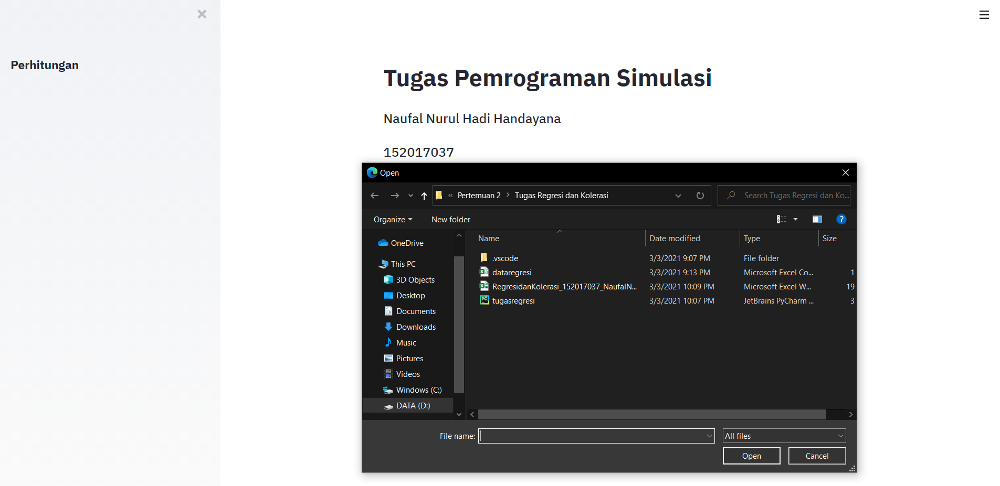 Perhitungan
Tugas Pemrograman Simulasi
Naufal Nurul Hadi Handayana
152017037
Open
« Pertemuan 2 > Tugas Regresi dan Kolerasi
Search Tugas Regresi dan Ko...
Organize
New folder
?
OneDrive
This PC
3D Objects
Desktop
Documents
Downloads
Music
Pictures
Videos
Windows (C:)
DATA (D:)
Name Date modified Type Size
.vscode 3/3/2021 9:07 PM File folder
dataregresi 3/3/2021 9:13 PM Microsoft Excel Co... 1
RegresidanKolerasi_152017037_NaufalN... 3/3/2021 10:09 PM Microsoft Excel W... 19
tugasregresi 3/3/2021 10:07 PM JetBrains PyCharm ... 3
File name:
All files
Open
Cancel